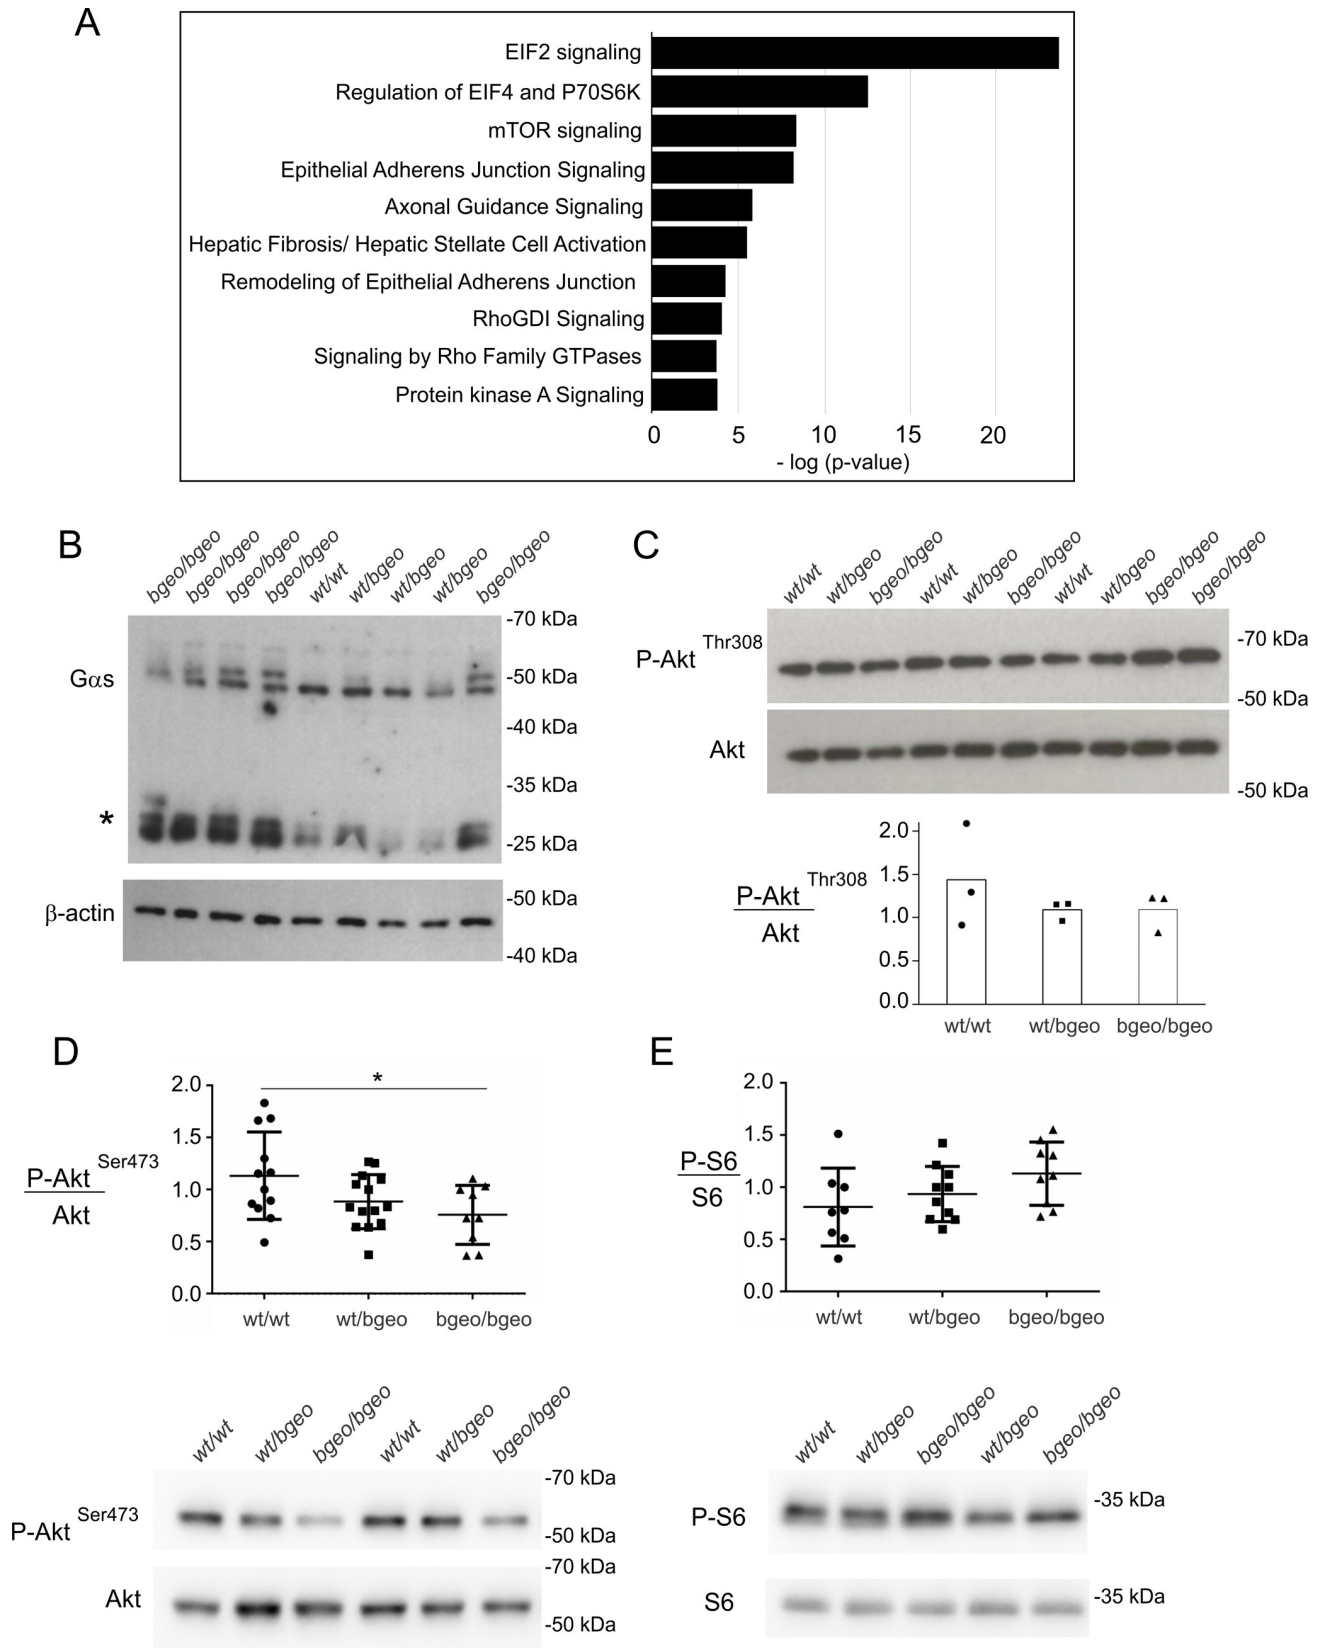 A
EIF2 signaling
Regulation of EIF4 and P70S6K
mTOR signaling
Epithelial Adherens Junction Signaling
Axonal Guidance Signaling
Hepatic Fibrosis/ Hepatic Stellate Cell Activation
Remodeling of Epithelial Adherens Junction
RhoGDI Signaling
Signaling by Rho Family GTPases
Protein kinase A Signaling
0 5 10 15 20
- log (p-value)
B
bgeo/bgeo bgeo/bgeo bgeo/bgeo bgeo/bgeo wt/wt wt/bgeo wt/bgeo wt/bgeo bgeo/bgeo
-70 kDa
Gαs
-50 kDa
-40 kDa
-35 kDa
*
-25 kDa
β-actin
-50 kDa
-40 kDa
C
wt/wt wt/bgeo bgeo/bgeo wt/wt wt/bgeo bgeo/bgeo wt/wt wt/bgeo bgeo/bgeo bgeo/bgeo
P-Akt Thr308
-70 kDa
-50 kDa
Akt
-50 kDa
P-Akt Thr308
Akt
2.0
1.5
1.0
0.5
0.0
wt/wt wt/bgeo bgeo/bgeo
D
*
P-Akt Ser473
Akt
2.0
1.5
1.0
0.5
0.0
wt/wt wt/bgeo bgeo/bgeo
wt/wt wt/bgeo bgeo/bgeo wt/wt wt/bgeo bgeo/bgeo
P-Akt Ser473
-70 kDa
-50 kDa
Akt
-70 kDa
-50 kDa
E
P-S6
S6
2.0
1.5
1.0
0.5
0.0
wt/wt wt/bgeo bgeo/bgeo
wt/wt wt/bgeo bgeo/bgeo wt/bgeo bgeo/bgeo
P-S6
-35 kDa
S6
-35 kDa